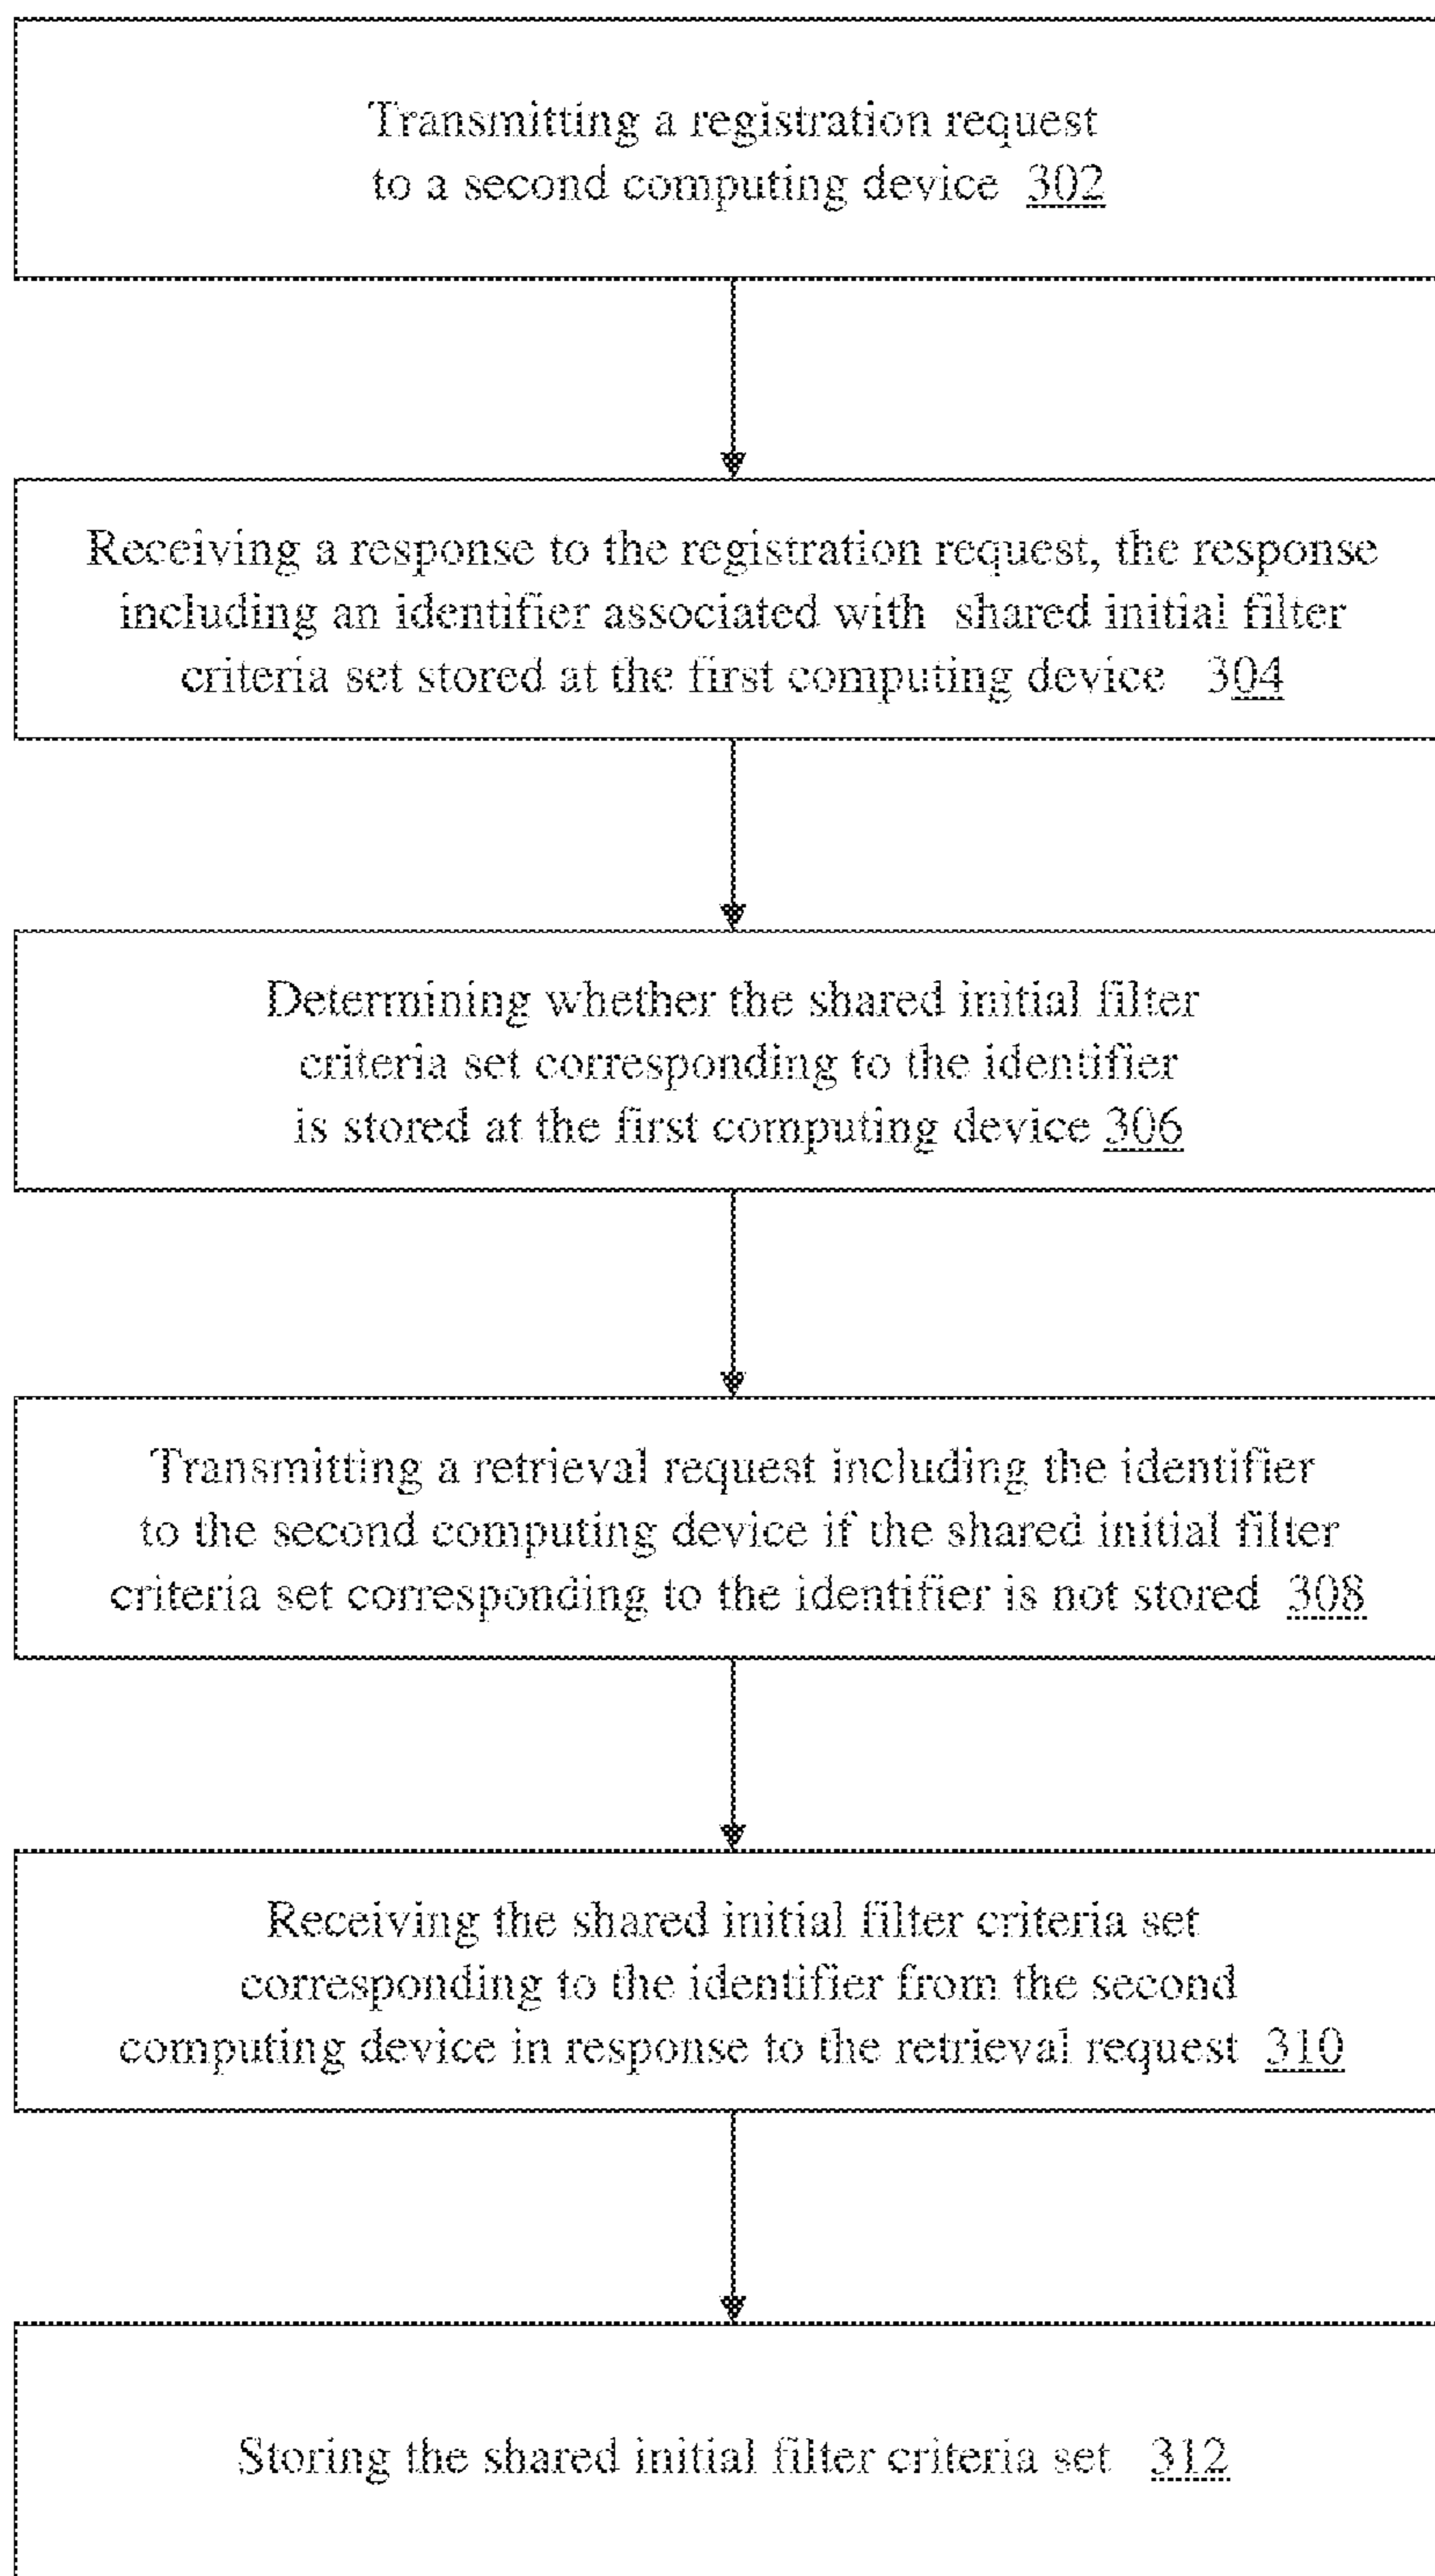 Transmitting a registration request
to a second computing device 302
Receiving a response to the registration request, the response
including an identifier associated with shared initial filter
criteria set stored at the first computing device 304
Determining whether the shared initial filter
criteria set corresponding to the identifier
is stored at the first computing device 306
Transmitting a retrieval request including the identifier
to the second computing device if the shared initial filter
criteria set corresponding to the identifier is not stored 308
Receiving the shared initial filter criteria set
corresponding to the identifier from the second
computing device in response to the retrieval request 310
Storing the shared initial filter criteria set 312